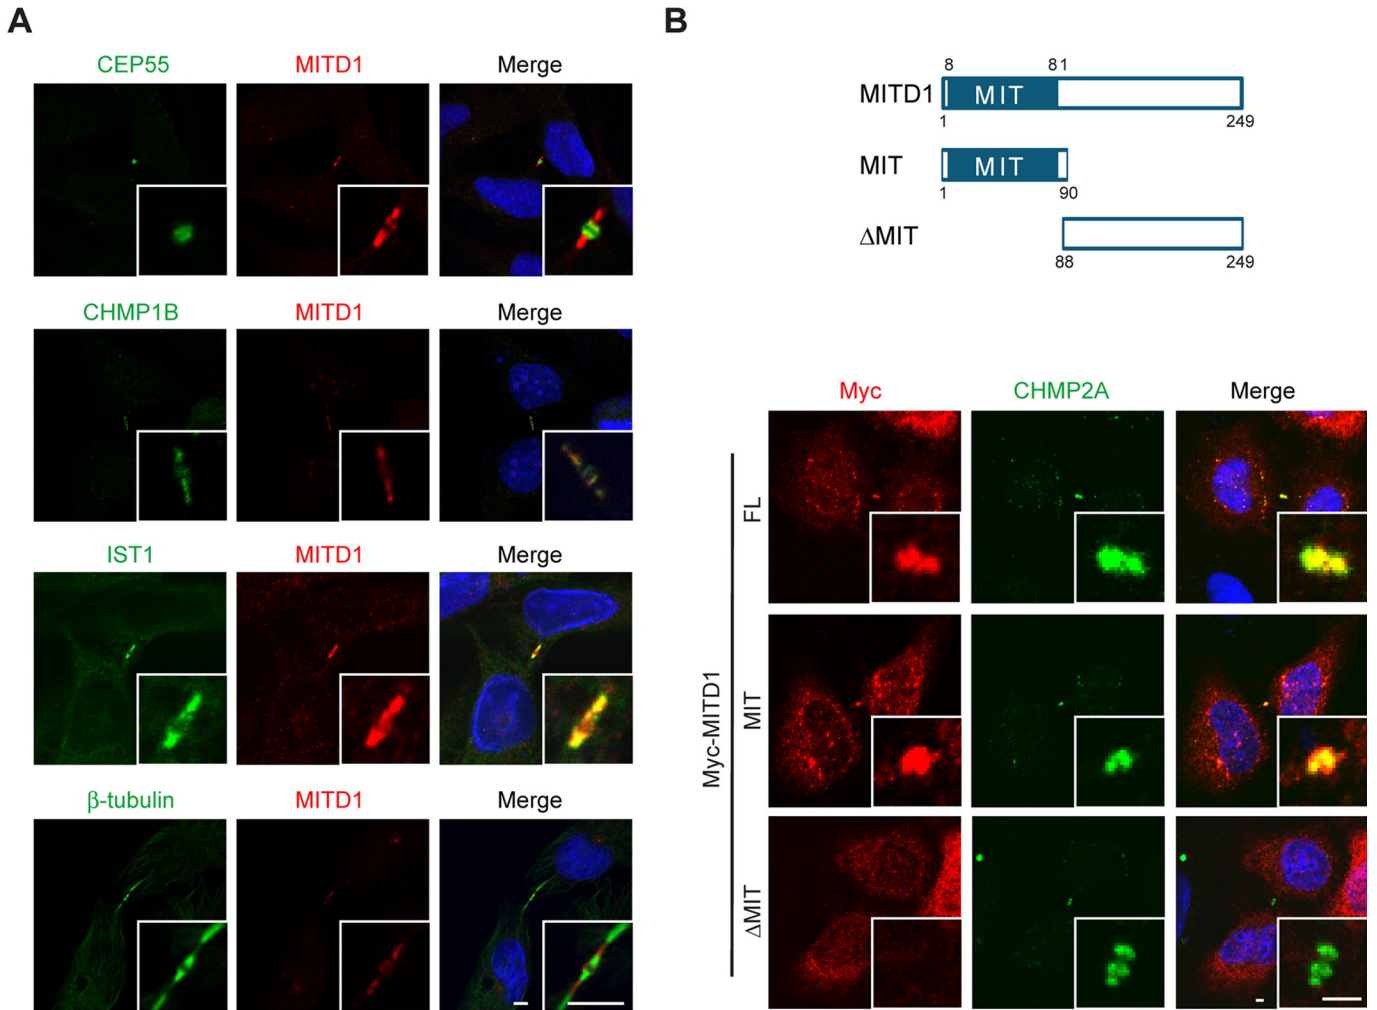 A
CEP55 MITD1 Merge
CHMP1B MITD1 Merge
IST1 MITD1 Merge
β-tubulin MITD1 Merge
B
8 81
MITD1 MIT
1 249
MIT MIT
1 90
ΔMIT
88 249
Myc CHMP2A Merge
Myc-MITD1
FL
MIT
ΔMIT